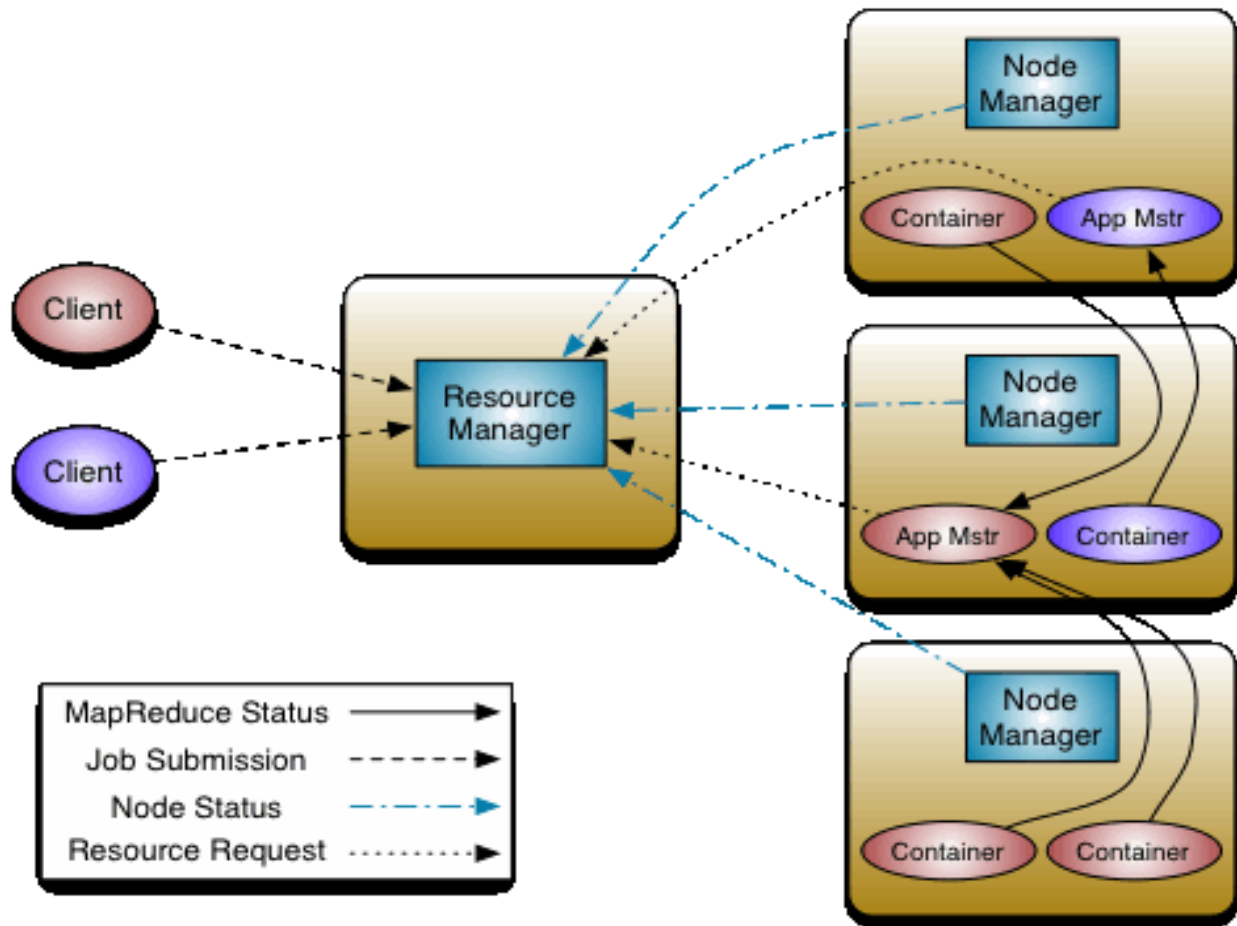 Node
Manager
Container
App Mstr
Client
Resource
Manager
Client
Node
Manager
App Mstr
Container
MapReduce Status
Job Submission
Node Status
Resource Request
Node
Manager
Container
Container